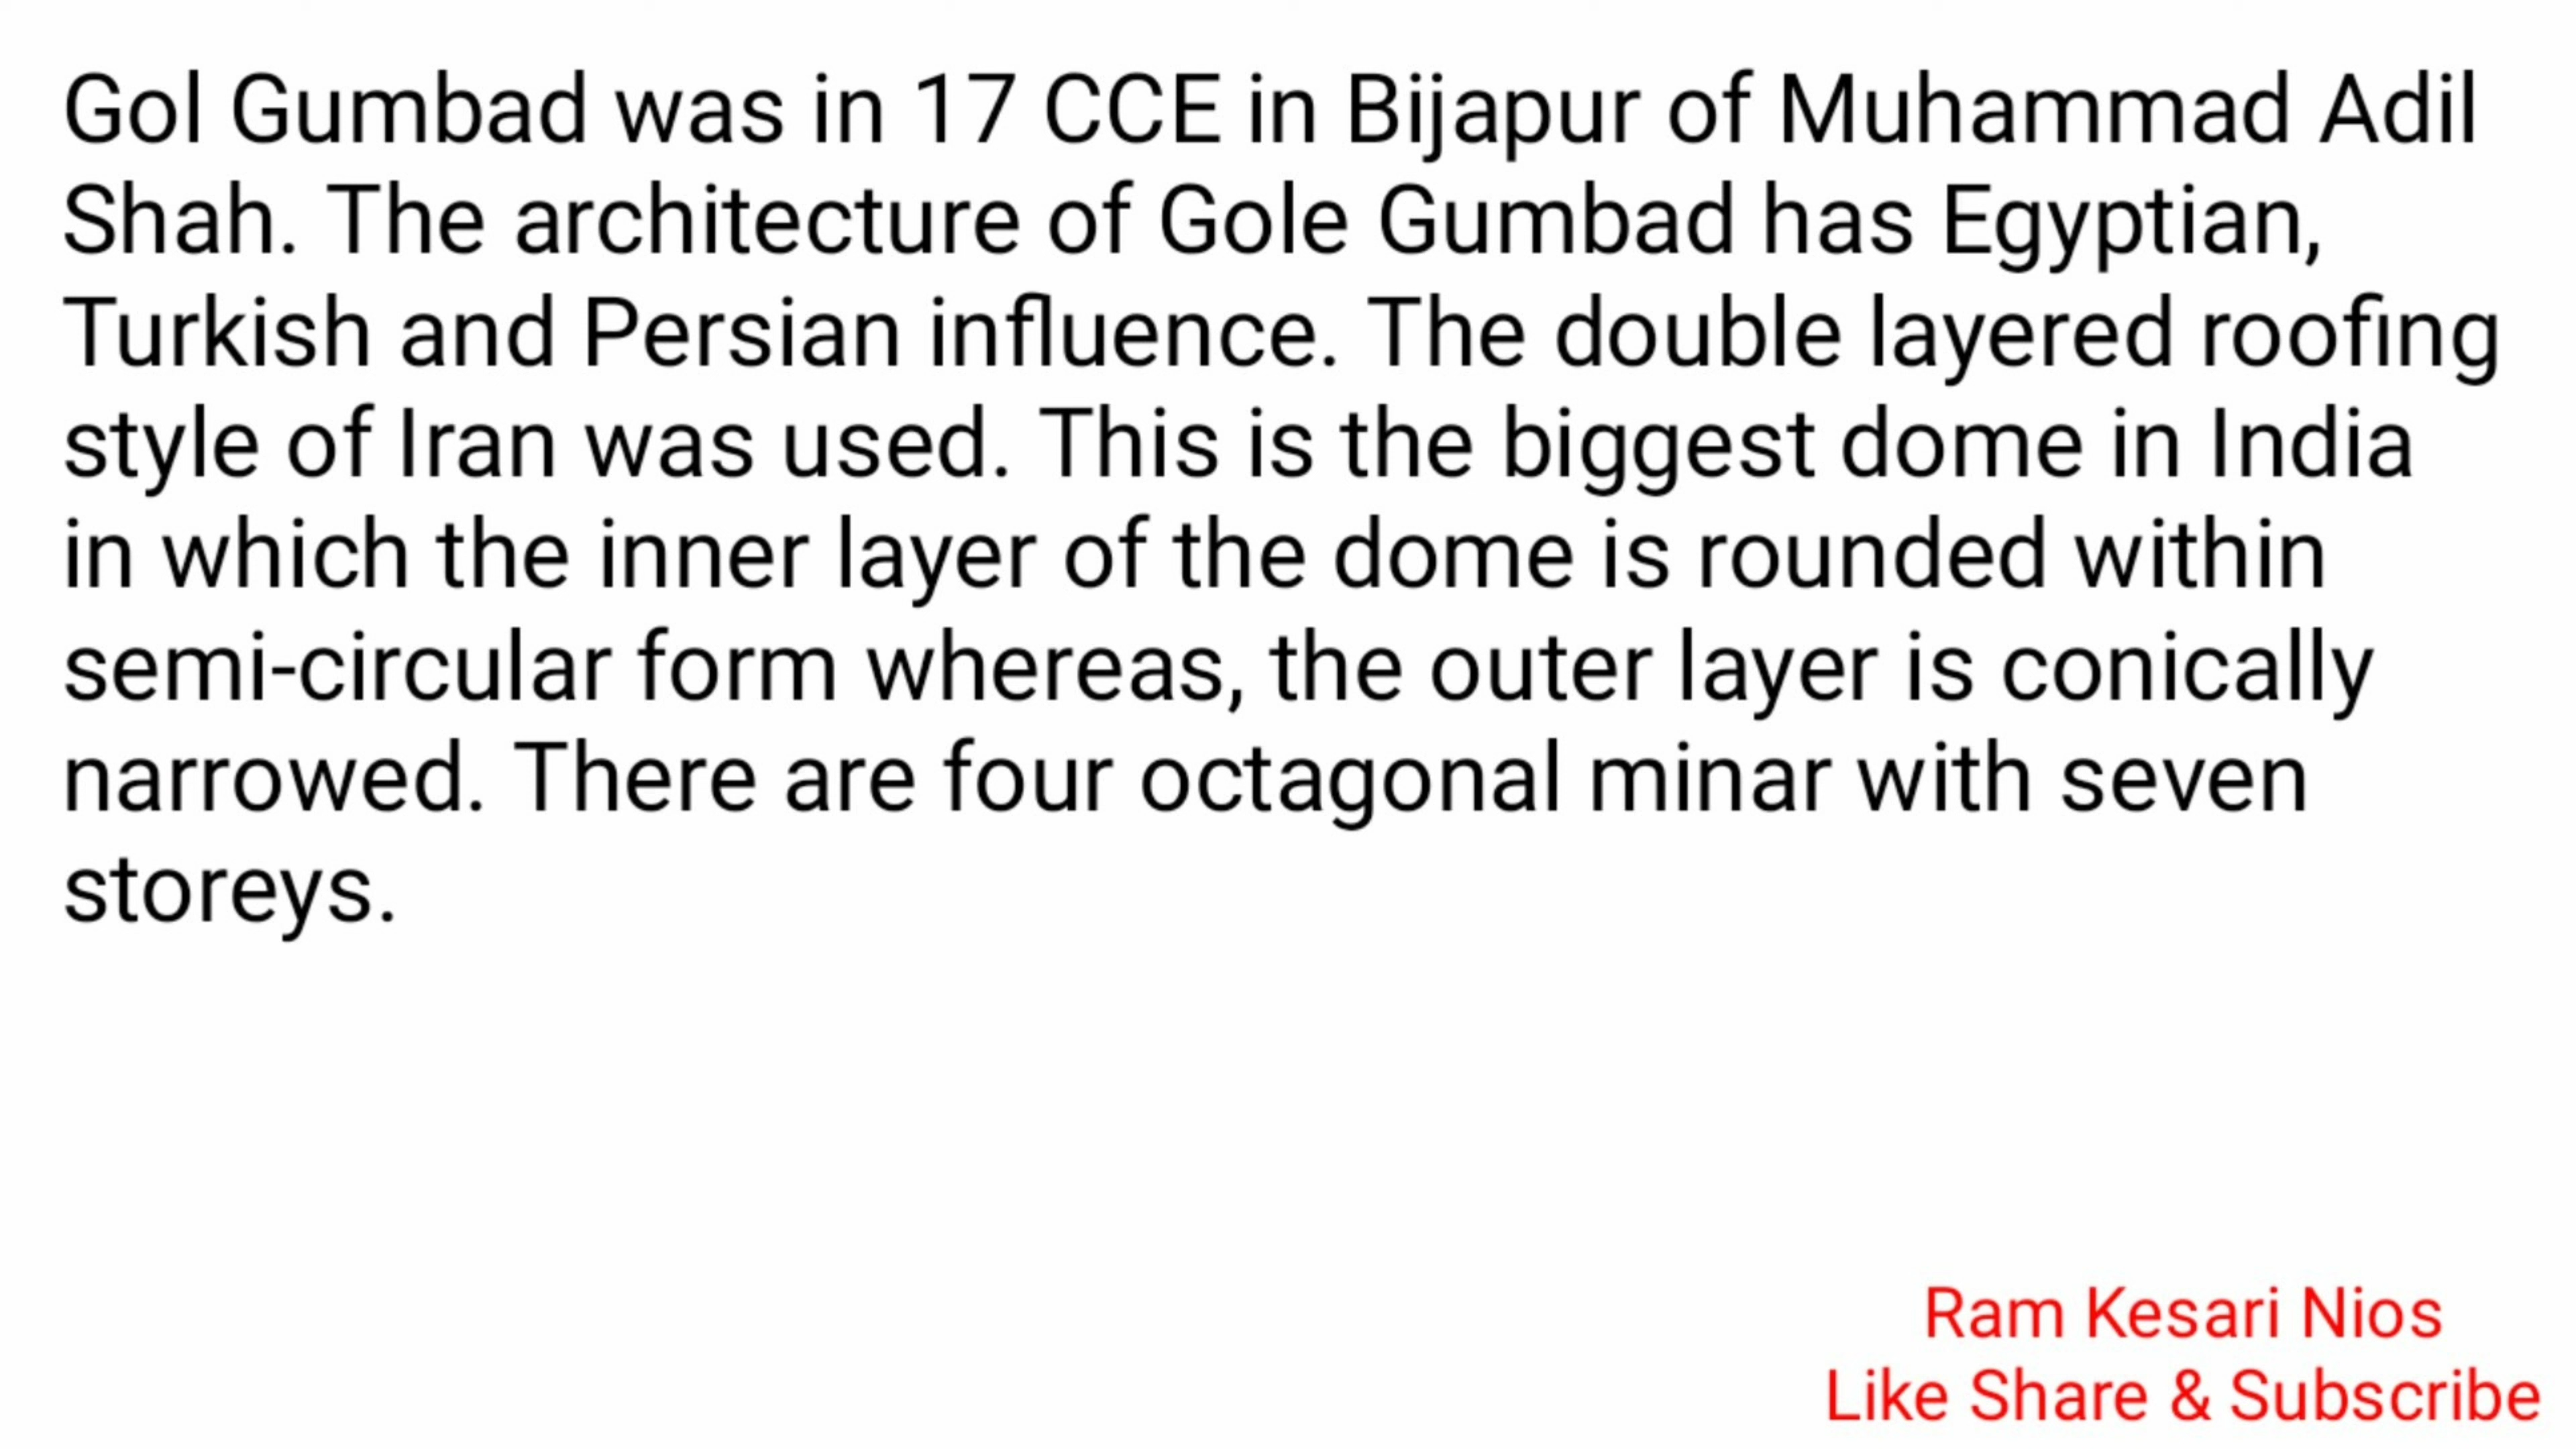 Gol Gumbad was in 17 CCE in Bijapur of Muhammad Adil
Shah. The architecture of Gole Gumbad has Egyptian,
Turkish and Persian influence. The double layered roofing
style of Iran was used. This is the biggest dome in India
in which the inner layer of the dome is rounded within
semi-circular form whereas, the outer layer is conically
narrowed. There are four octagonal minar with seven
storeys.
Ram Kesari Nios
Like Share & Subscribe